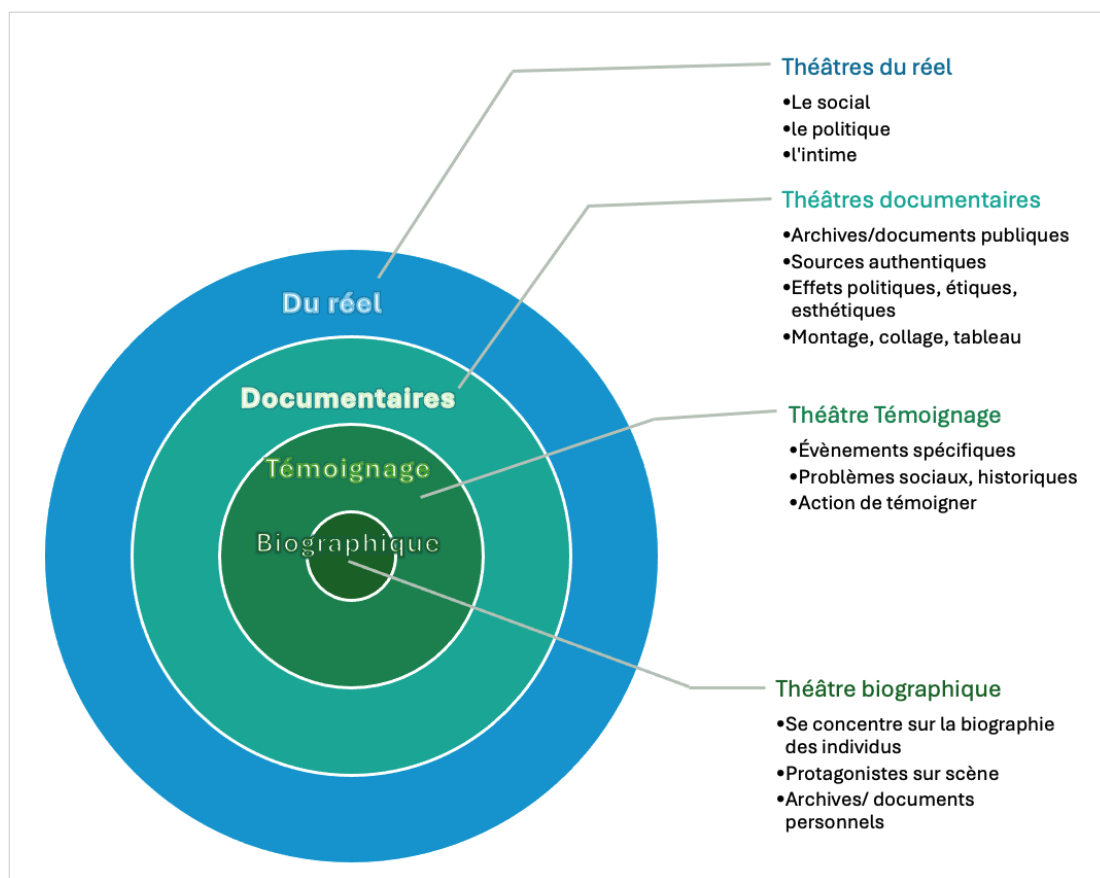 Théâtres du réel
•Le social
•le politique
•l'intime
Théâtres documentaires
•Archives/documents publiques
•Sources authentiques
•Effets politiques, étiques,
esthétiques
•Montage, collage, tableau
Théâtre Témoignage
•Évènements spécifiques
•Problèmes sociaux, historiques
•Action de témoigner
Théâtre biographique
•Se concentre sur la biographie
des individus
•Protagonistes sur scène
•Archives/ documents
personnels
Du réel
Documentaires
Témoignage
Biographique